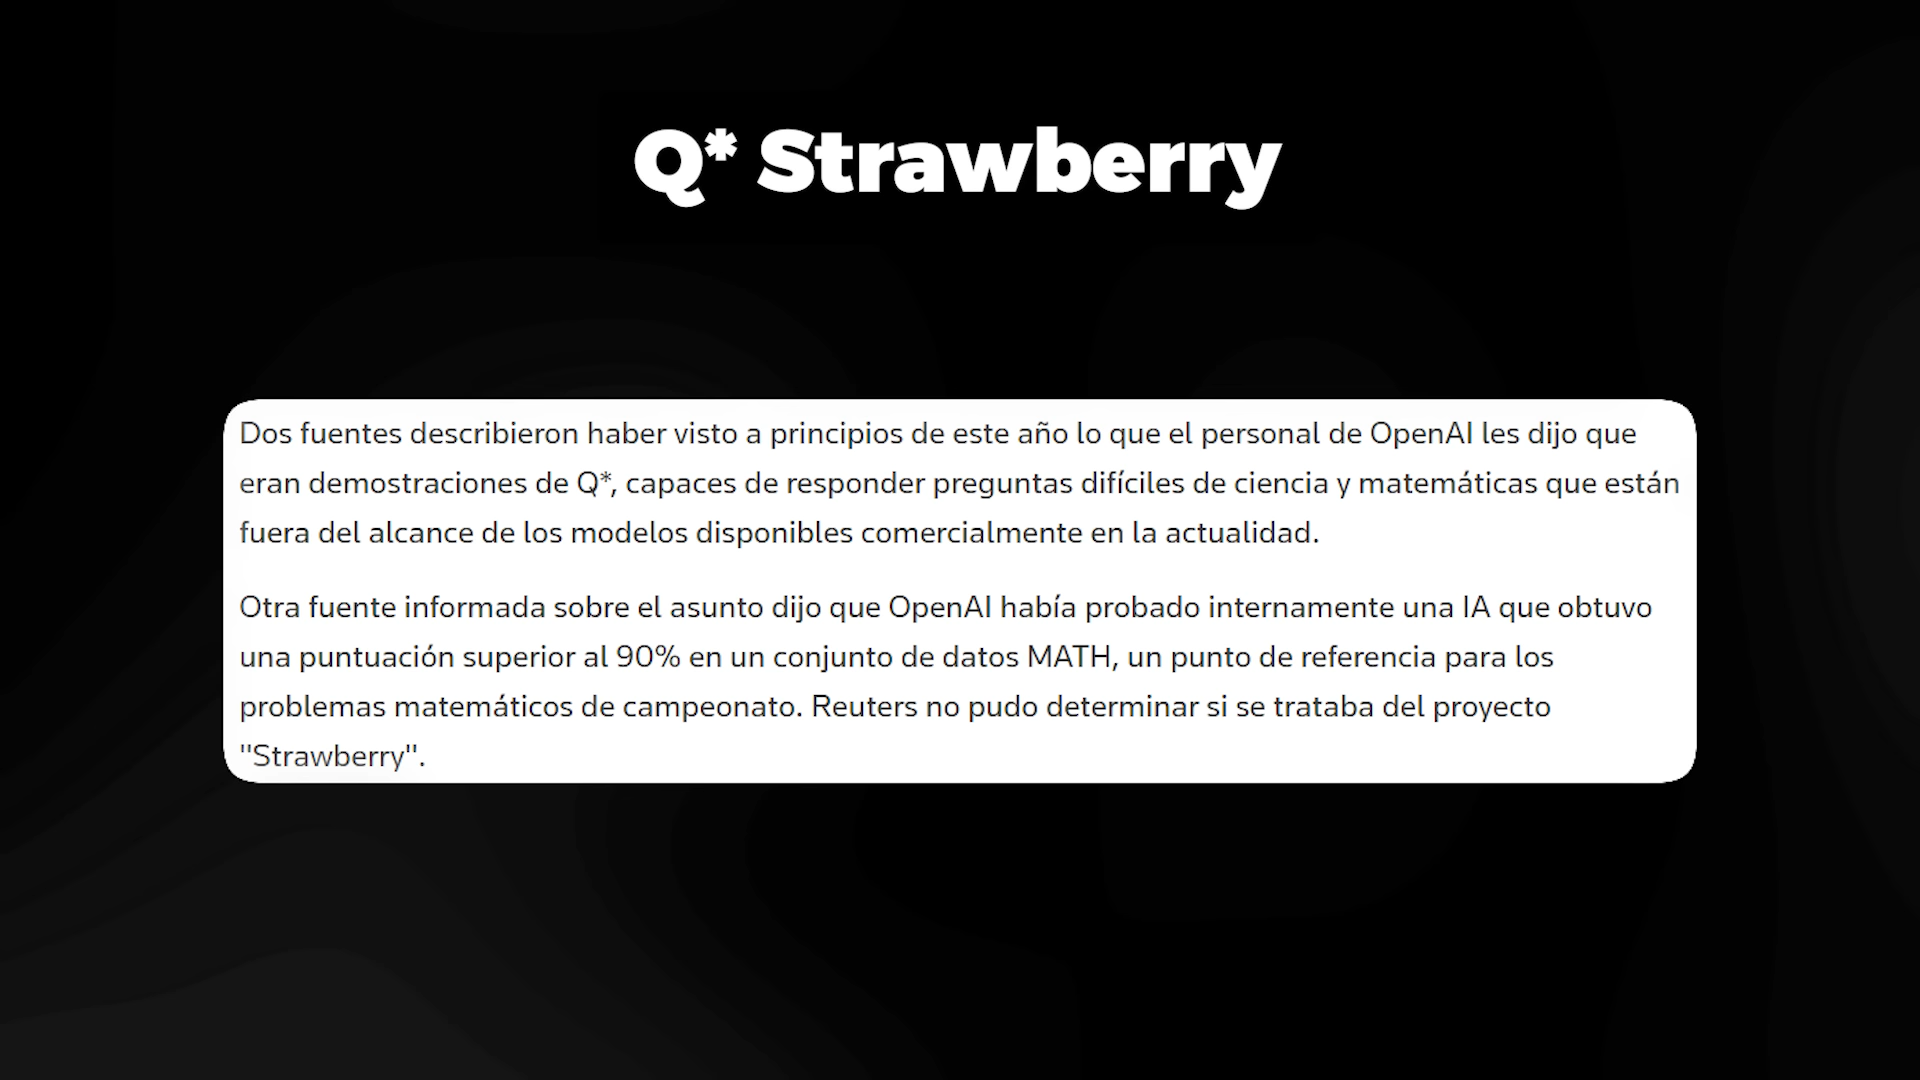 Q* Strawberry
Dos fuentes describieron haber visto a principios de este año lo que el personal de OpenAI les dijo que
eran demostraciones de Q*, capaces de responder preguntas difíciles de ciencia y matemáticas que están
fuera del alcance de los modelos disponibles comercialmente en la actualidad.
Otra fuente informada sobre el asunto dijo que OpenAI había probado internamente una IA que obtuvo
una puntuación superior al 90% en un conjunto de datos MATH, un punto de referencia para los
problemas matemáticos de campeonato. Reuters no pudo determinar si se trataba del proyecto
"Strawberry".